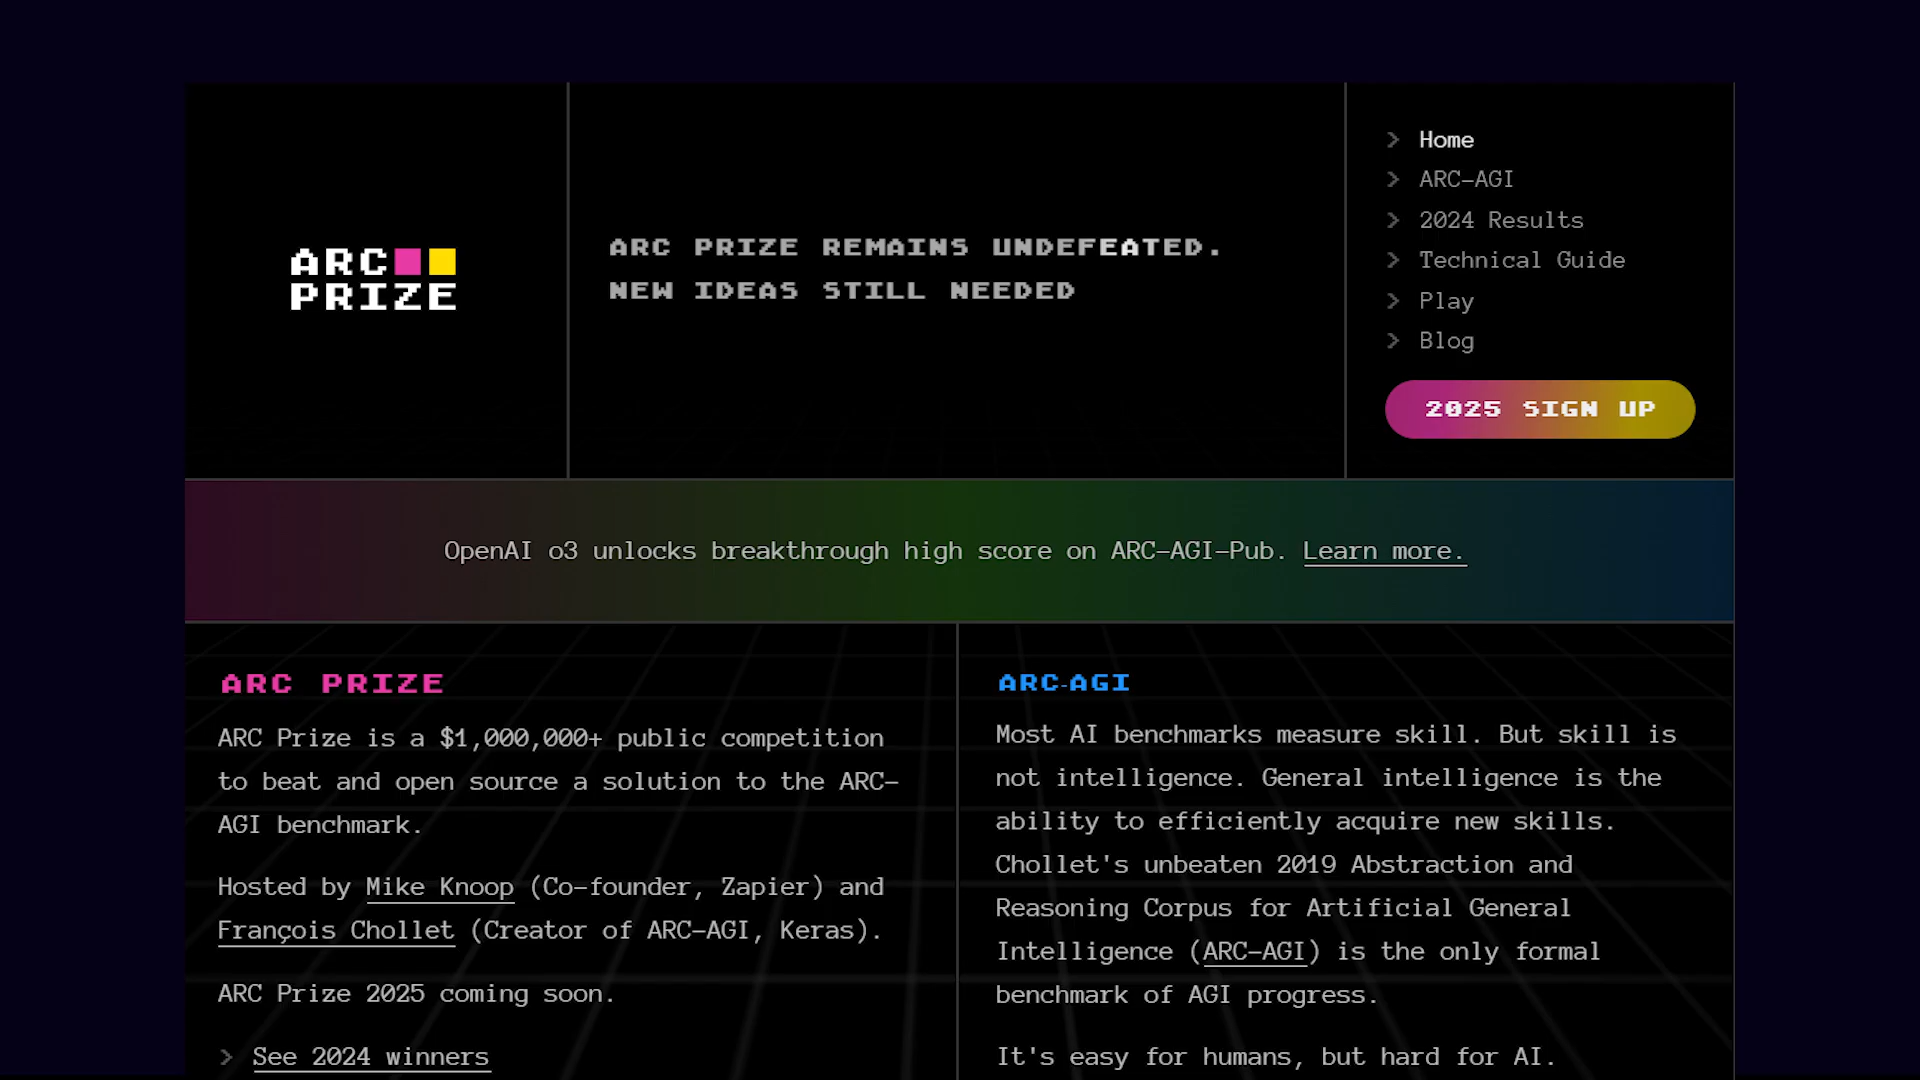 ARC
PRIZE
ARC PRIZE REMAINS UNDEFEATED.
NEW IDEAS STILL NEEDED
> Home
> ARC-AGI
> 2024 Results
> Technical Guide
> Play
> Blog
2025 SIGN UP
OpenAI o3 unlocks breakthrough high score on ARC-AGI-Pub. Learn more.
ARC PRIZE
ARC Prize is a $1,000,000+ public competition
to beat and open source a solution to the ARC-
AGI benchmark.
Hosted by Mike Knoop (Co-founder, Zapier) and
François Chollet (Creator of ARC-AGI, Keras).
ARC Prize 2025 coming soon.
> See 2024 winners
ARC-AGI
Most AI benchmarks measure skill. But skill is
not intelligence. General intelligence is the
ability to efficiently acquire new skills.
Chollet's unbeaten 2019 Abstraction and
Reasoning Corpus for Artificial General
Intelligence (ARC-AGI) is the only formal
benchmark of AGI progress.
It's easy for humans, but hard for AI.